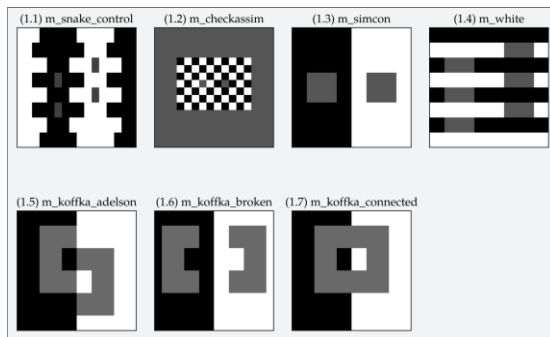 (1.1) m_snake_control
(1.2) m_checkassim
(1.3) m_simcon
(1.4) m_white
(1.5) m_koffka_adelson
(1.6) m_koffka_broken
(1.7) m_koffka_connected